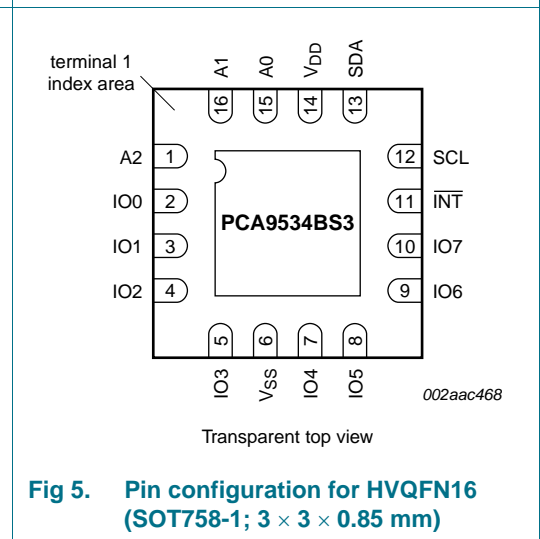 terminal 1
index area
A1
A0
VDD
SDA
16
15
14
13
A2 1
12 SCL
IO0 2
11 INT
IO1 3
10 IO7
IO2 4
9 IO6
PCA9534BS3
5
6
7
8
IO3
VSS
IO4
IO5
002aac468
Transparent top view
Fig 5. Pin configuration for HVQFN16
(SOT758-1; 3 × 3 × 0.85 mm)